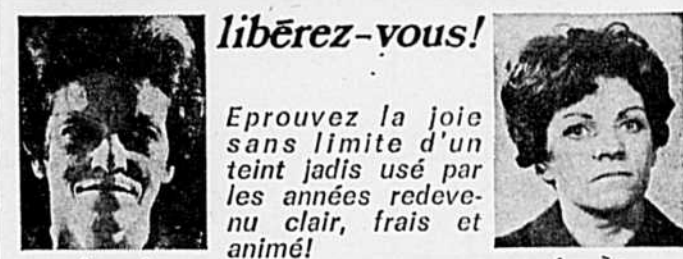 libérez-vous!
Eprouvez la joie
sans limite d'un
teint jadis usé par
les années redeve-
nu clair, frais et
animé!